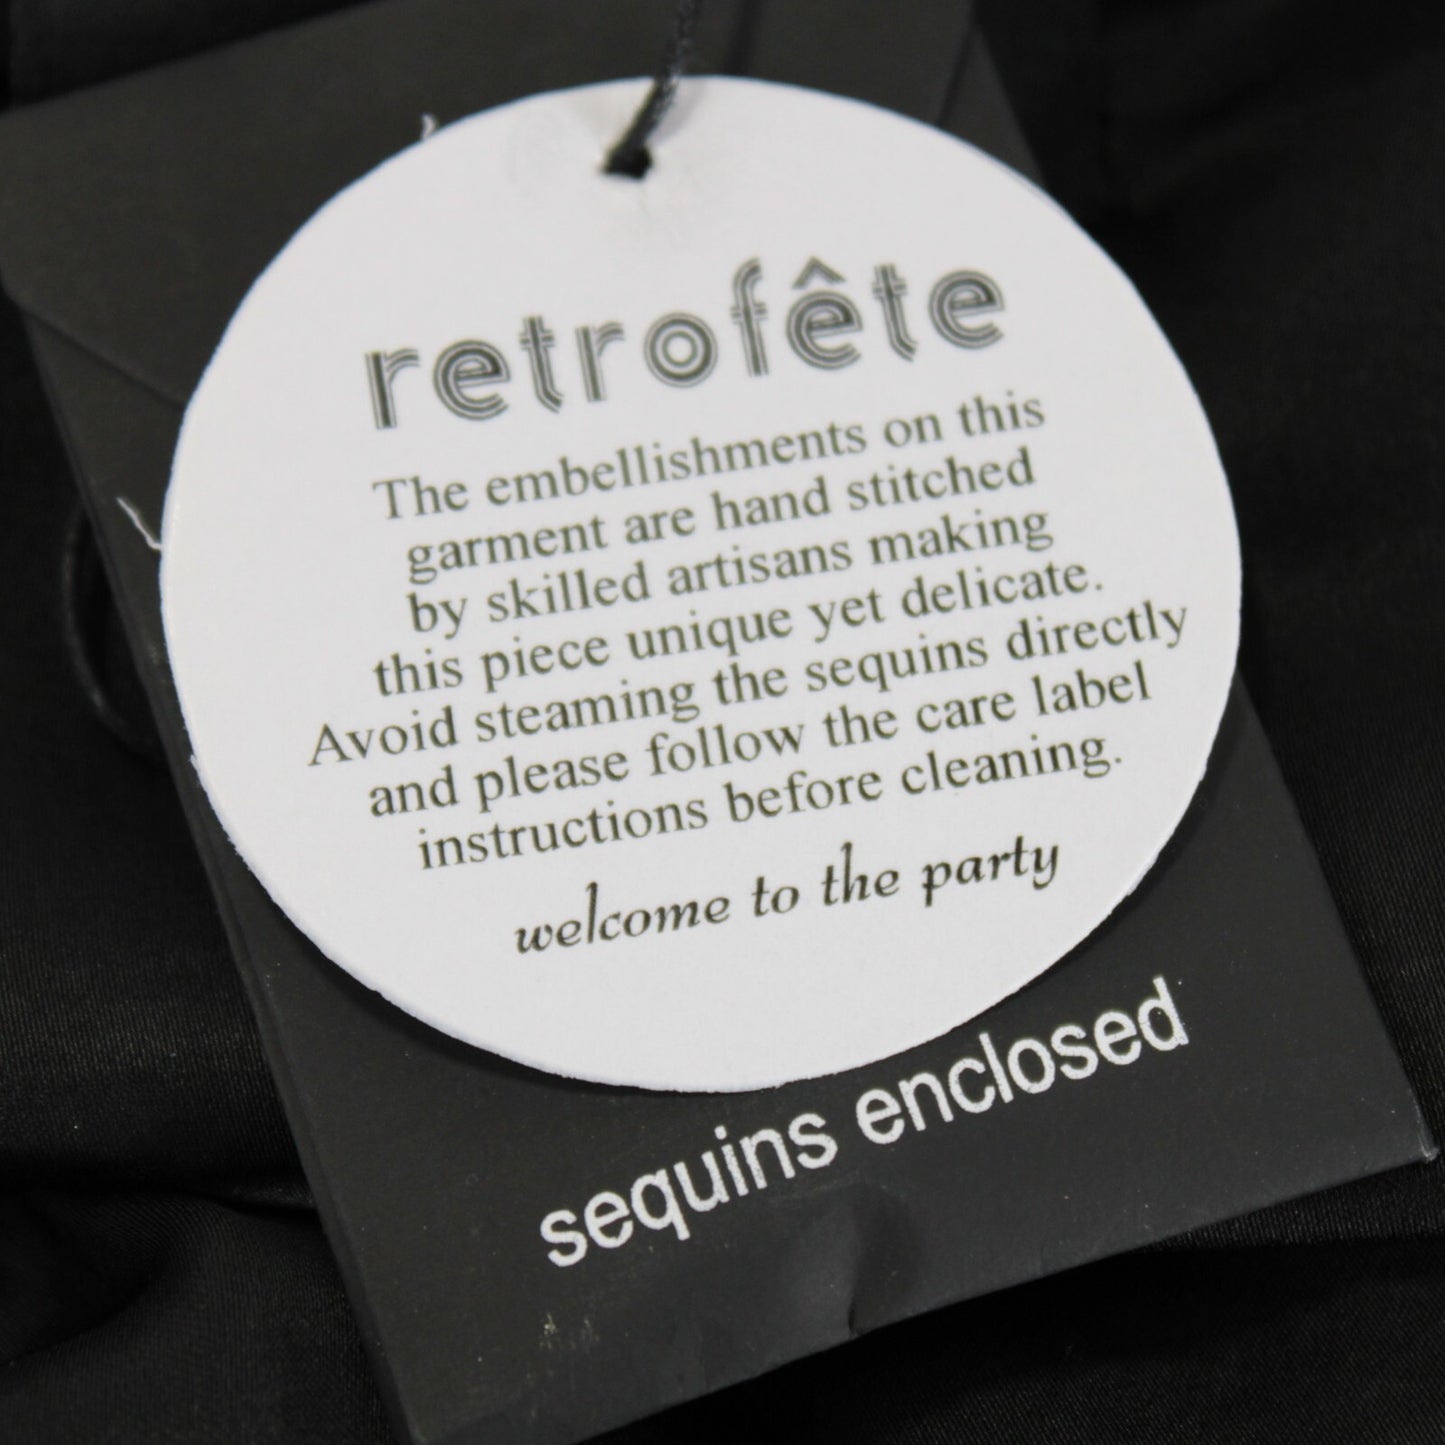 retrofête
The embellishments on this
garment are hand stitched
by skilled artisans making
this piece unique yet delicate.
Avoid steaming the sequins directly
and please follow the care label
instructions before cleaning.
welcome to the party
sequins enclosed